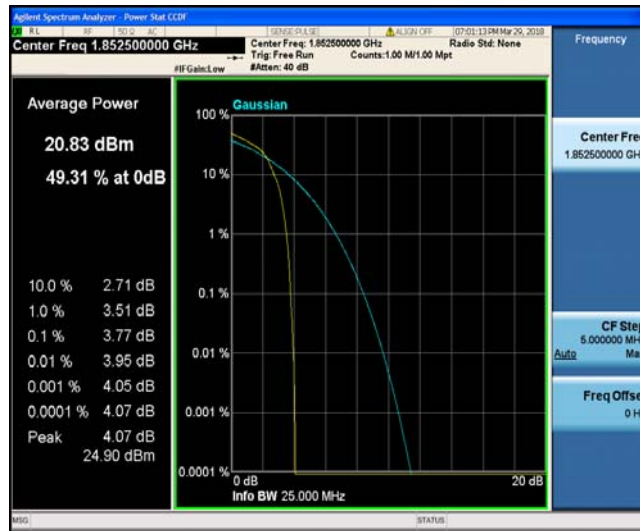 Agilent Spectrum Analyzer - Power Stat CCDF
RL RF 50 Ω AC SENSE:PULSE ALIGN OFF 07:01:13 PM Mar 29, 2018
Center Freq 1.852500000 GHz
Center Freq: 1.852500000 GHz Radio Std: None
Trig: Free Run Counts:1.00 M/1.00 Mpt
#IFGain:Low #Atten: 40 dB
Frequency
Average Power
20.83 dBm
49.31 % at 0dB
10.0 % 2.71 dB
1.0 % 3.51 dB
0.1 % 3.77 dB
0.01 % 3.95 dB
0.001 % 4.05 dB
0.0001 % 4.07 dB
Peak 4.07 dB
24.90 dBm
Gaussian
100 %
10 %
1 %
0.1 %
0.01 %
0.001 %
0.0001 %
0 dB 20 dB
Info BW 25.000 MHz
Center Fre
1.852500000 GH
CF Step
5.000000 MH
Auto Ma
Freq Offse
0 H
MSG STATUS